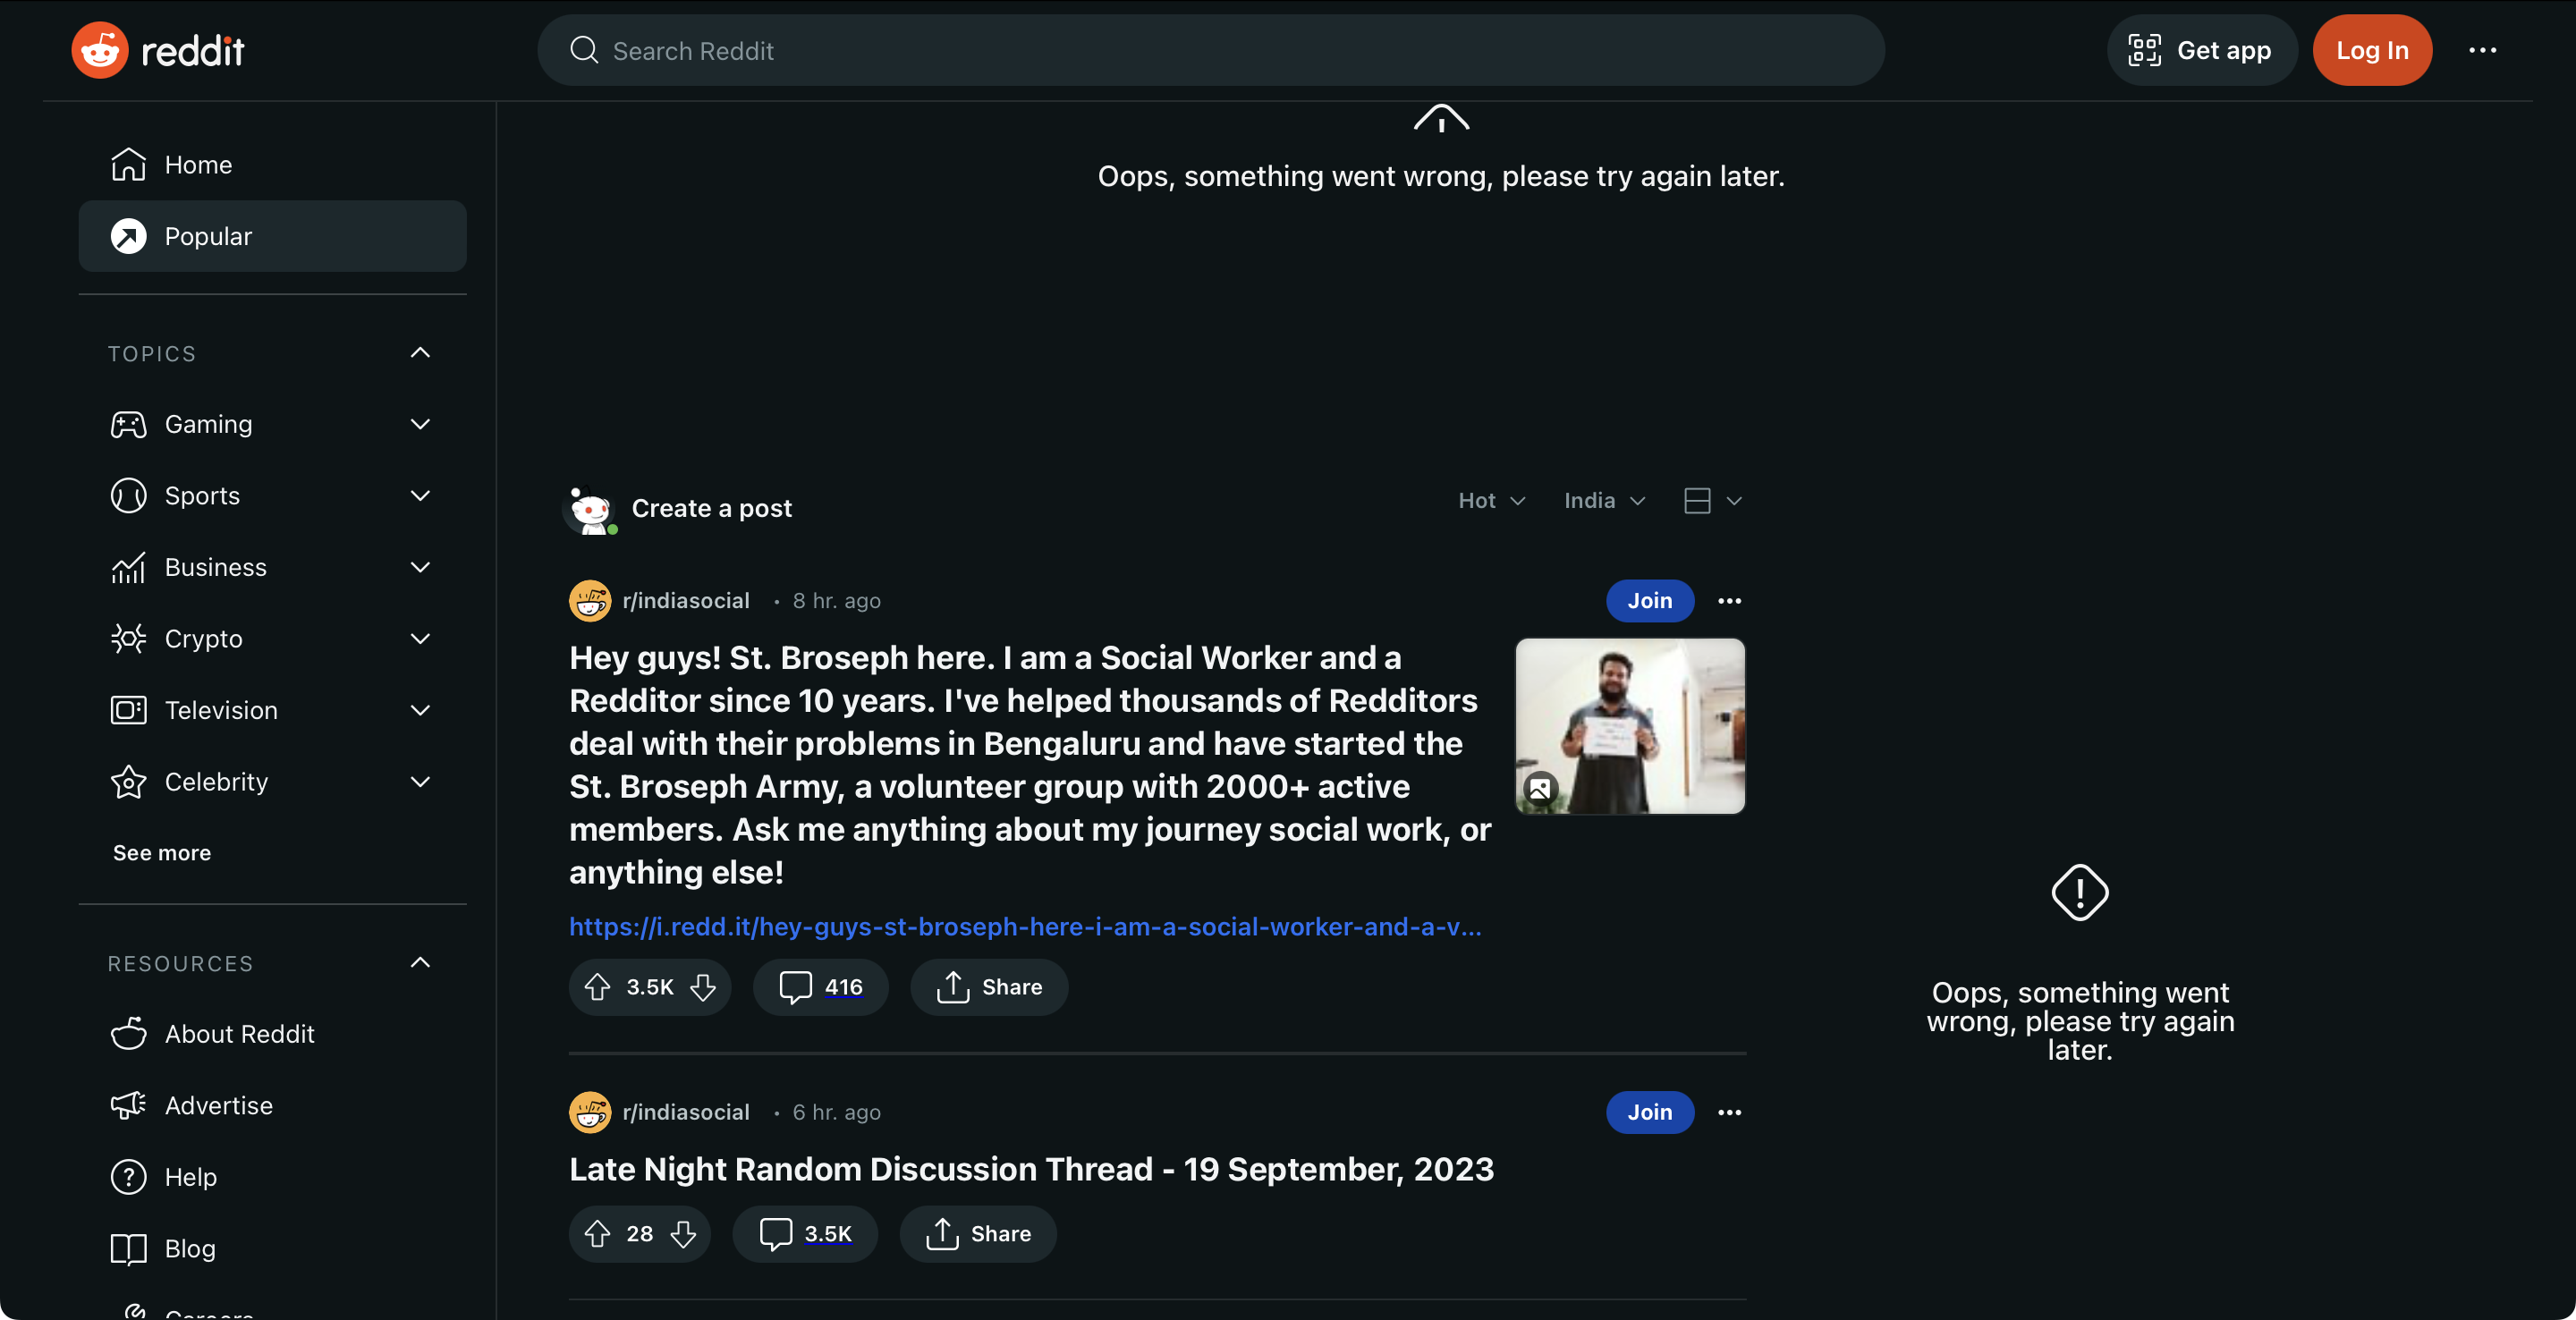 reddit
Search Reddit
Get app
Log In
Home
Popular
TOPICS
Gaming
Sports
Business
Crypto
Television
Celebrity
See more
RESOURCES
About Reddit
Advertise
Help
Blog
Careers
Oops, something went wrong, please try again later.
Create a post
Hot
India
r/indiasocial • 8 hr. ago
Join
Hey guys! St. Broseph here. I am a Social Worker and a
Redditor since 10 years. I've helped thousands of Redditors
deal with their problems in Bengaluru and have started the
St. Broseph Army, a volunteer group with 2000+ active
members. Ask me anything about my journey social work, or
anything else!
https://i.redd.it/hey-guys-st-broseph-here-i-am-a-social-worker-and-a-v...
3.5K
416
Share
r/indiasocial • 6 hr. ago
Join
Late Night Random Discussion Thread - 19 September, 2023
28
3.5K
Share
Oops, something went
wrong, please try again
later.